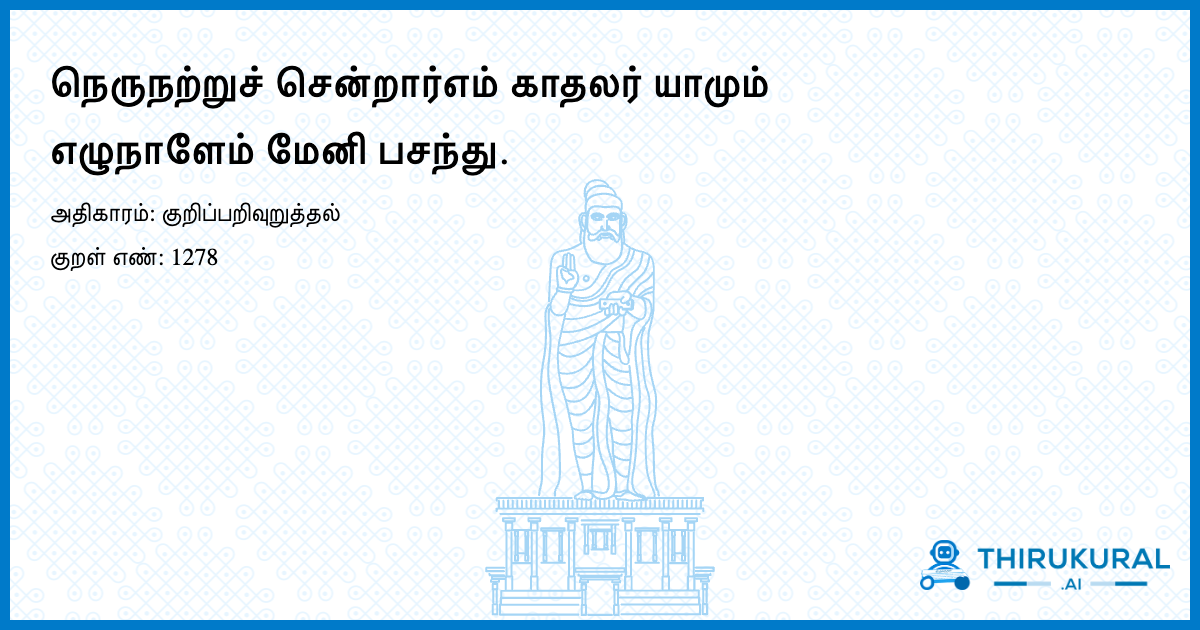 நெருநற்றுச் சென்றார்எம் காதலர் யாமும்
எழுநாளேம் மேனி பசந்து.
அதிகாரம்: குறிப்பறிவுறுத்தல்
குறள் எண்: 1278
THIRUKURAL
.AI